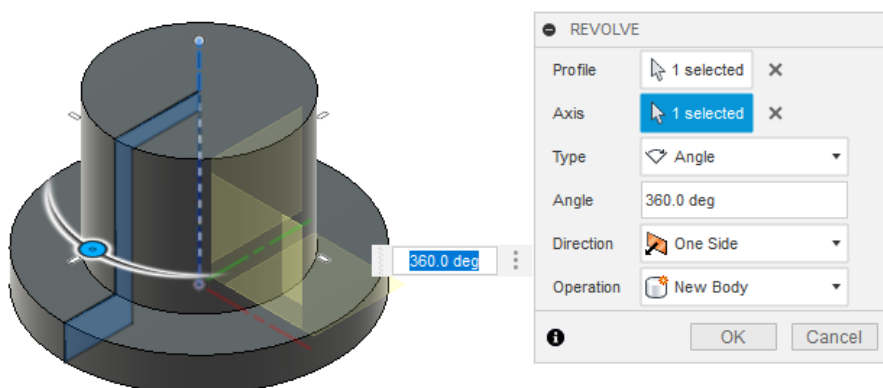 REVOLVE
Profile 1 selected
Axis 1 selected
Type Angle
Angle 360.0 deg
Direction One Side
360.0 deg
Operation New Body
OK Cancel